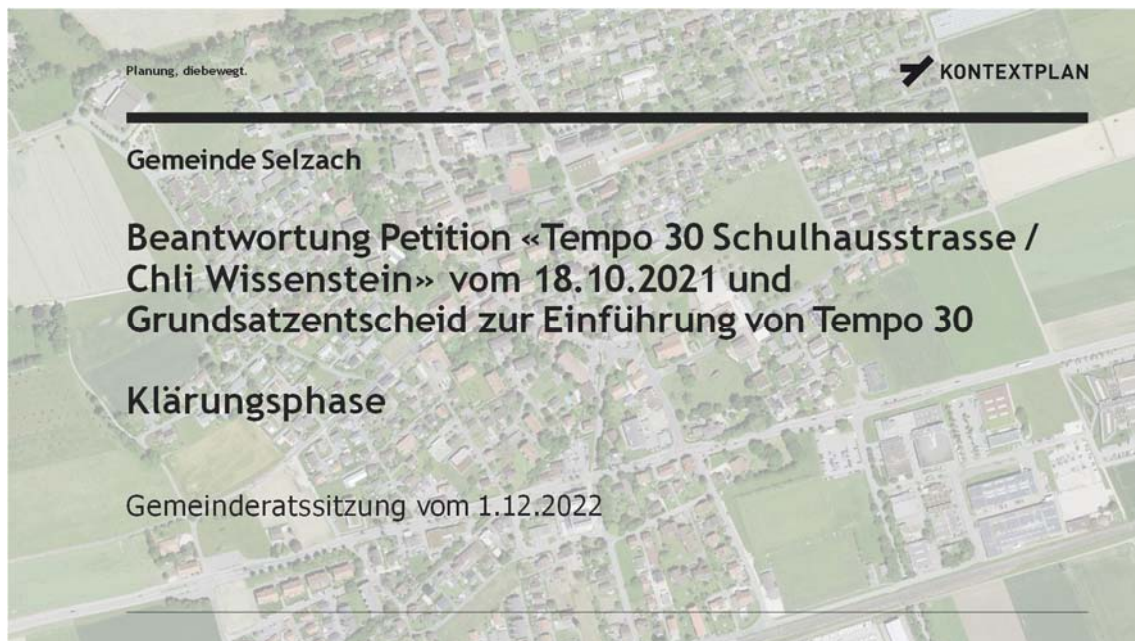 Planung, diebewegt.
KONTEXTPLAN
Gemeinde Selzach
Beantwortung Petition «Tempo 30 Schulhausstrasse /
Chli Wissenstein» vom 18.10.2021 und
Grundsatzentscheid zur Einführung von Tempo 30
Klärungsphase
Gemeinderatssitzung vom 1.12.2022